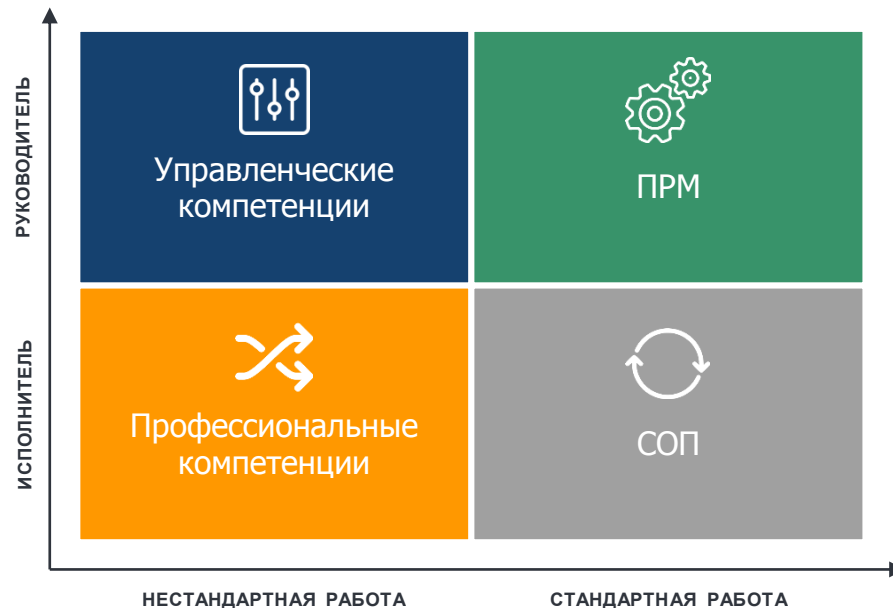 РУКОВОДИТЕЛЬ
Управленческие
компетенции
ПРМ
ИСПОЛНИТЕЛЬ
Профессиональные
компетенции
СОП
НЕСТАНДАРТНАЯ РАБОТА
СТАНДАРТНАЯ РАБОТА